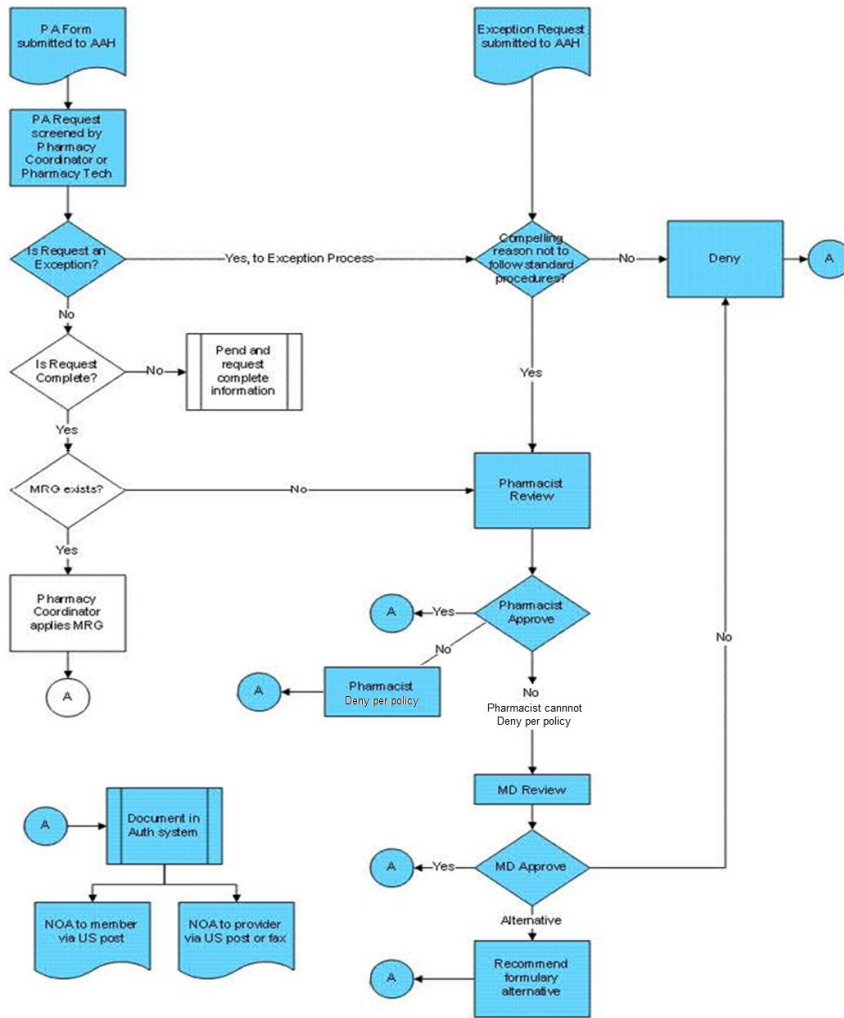 PA Form
submitted to AAH
Exception Request
submitted to AAH
PA Request
screened by
Pharmacy
Coordinator or
Pharmacy Tech
Is Request an
Exception?
Yes, to Exception Process
Compelling
reason not to
follow standard
procedures?
No
Deny
A
No
Is Request
Complete?
No
Pend and
request
complete
information
Yes
Yes
MRG exists?
No
Pharmacist
Review
Yes
Pharmacy
Coordinator
applies MRG
A
A
Yes
Pharmacist
Approve
No
No
A
Pharmacist
Deny per policy
No
Pharmacist cannnot
Deny per policy
MD Review
A
Document in
Auth system
A
Yes
MD Approve
NOA to member
via US post
NOA to provider
via US post or fax
Alternative
A
Recommend
formulary
alternative